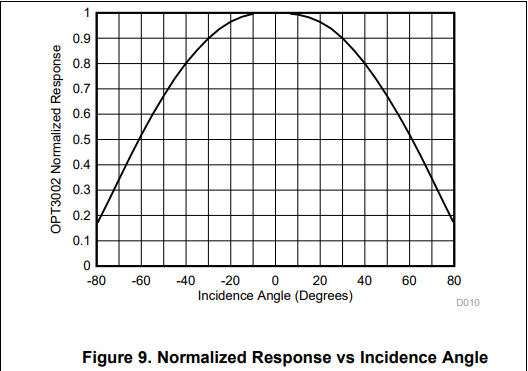 1
0.9
0.8
0.7
0.6
0.5
0.4
0.3
0.2
0.1
0
OPT3002 Normalized Response
-80 -60 -40 -20 0 20 40 60 80
Incidence Angle (Degrees)
D010
Figure 9. Normalized Response vs Incidence Angle